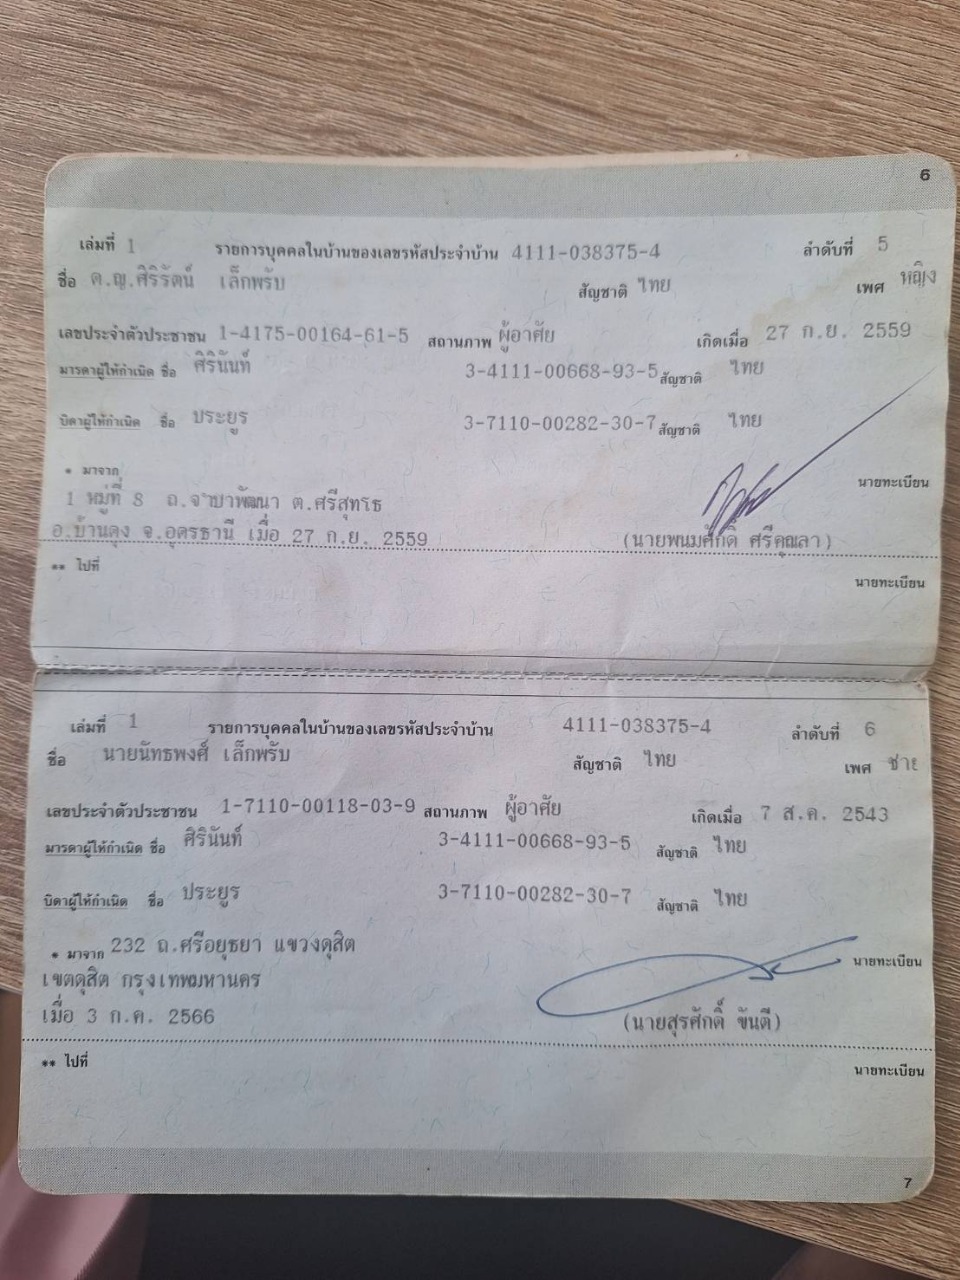 6
เล่มที่ 1 รายการบุคคลในบ้านของเลขรหัสประจำบ้าน 4111-038375-4 ลำดับที่ 5
ชื่อ ด.ญ.ศิริรัตน์ เล็กพรับ สัญชาติ ไทย เพศ หญิง
เลขประจำตัวประชาชน 1-4175-00164-61-5 สถานภาพ ผู้อาศัย เกิดเมื่อ 27 ก.ย. 2559
มารดาผู้ให้กำเนิด ชื่อ ศิรินันท์ 3-4111-00668-93-5 สัญชาติ ไทย
บิดาผู้ให้กำเนิด ชื่อ ประยูร 3-7110-00282-30-7 สัญชาติ ไทย
* มาจาก
1 หมู่ที่ 8 ต.ศรีสุทโธ นายทะเบียน
อ.บ้านดุง จ.อุดรธานี เมื่อ 27 ก.ย. 2559 (นายพนมศักดิ์ ศรีคุณลา)
** ไปที่
นายทะเบียน
เล่มที่ 1 รายการบุคคลในบ้านของเลขรหัสประจำบ้าน 4111-038375-4 ลำดับที่ 6
ชื่อ นายนัทธพงศ์ เล็กพรับ สัญชาติ ไทย เพศ ชาย
เลขประจำตัวประชาชน 1-7110-00118-03-9 สถานภาพ ผู้อาศัย เกิดเมื่อ 7 ส.ค. 2543
มารดาผู้ให้กำเนิด ชื่อ ศิรินันท์ 3-4111-00668-93-5 สัญชาติ ไทย
บิดาผู้ให้กำเนิด ชื่อ ประยูร 3-7110-00282-30-7 สัญชาติ ไทย
* มาจาก 232 ถ.ศรีอยุธยา แขวงดุสิต นายทะเบียน
เขตดุสิต กรุงเทพมหานคร
เมื่อ 3 ก.ค. 2566 (นายสุรศักดิ์ ขันตี)
** ไปที่ นายทะเบียน
7